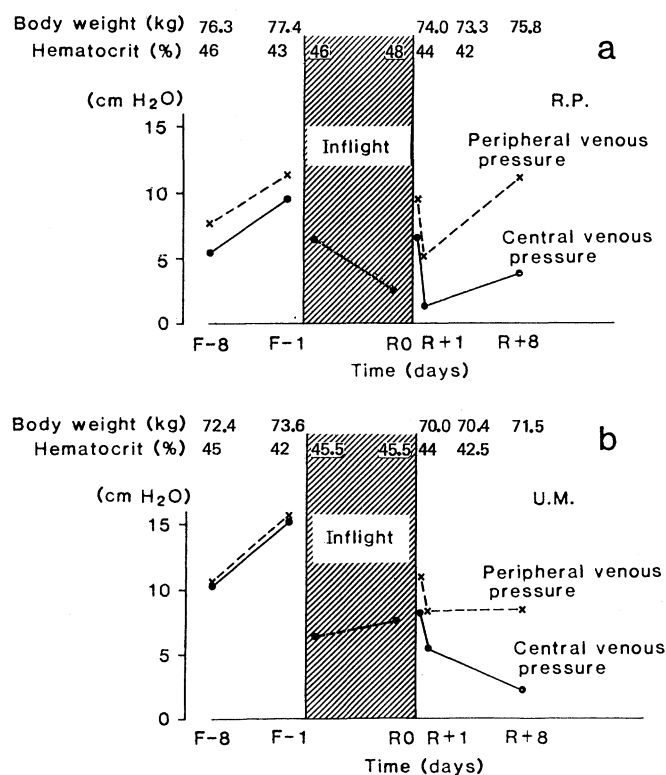 Body weight (kg) 76.3 77.4 74.0 73.3 75.8
Hematocrit (%) 46 43 46 48 44 42
a
(cm H2O)
R.P.
15
Inflight
Peripheral venous
pressure
10
Central venous
pressure
5
0
F-8 F-1 R0 R+1 R+8
Time (days)
Body weight (kg) 72.4 73.6 70.0 70.4 71.5
Hematocrit (%) 45 42 45.5 45.5 44 42.5
b
(cm H2O)
U.M.
15
Inflight
Peripheral venous
pressure
10
Central venous
pressure
5
0
F-8 F-1 R0 R+1 R+8
Time (days)